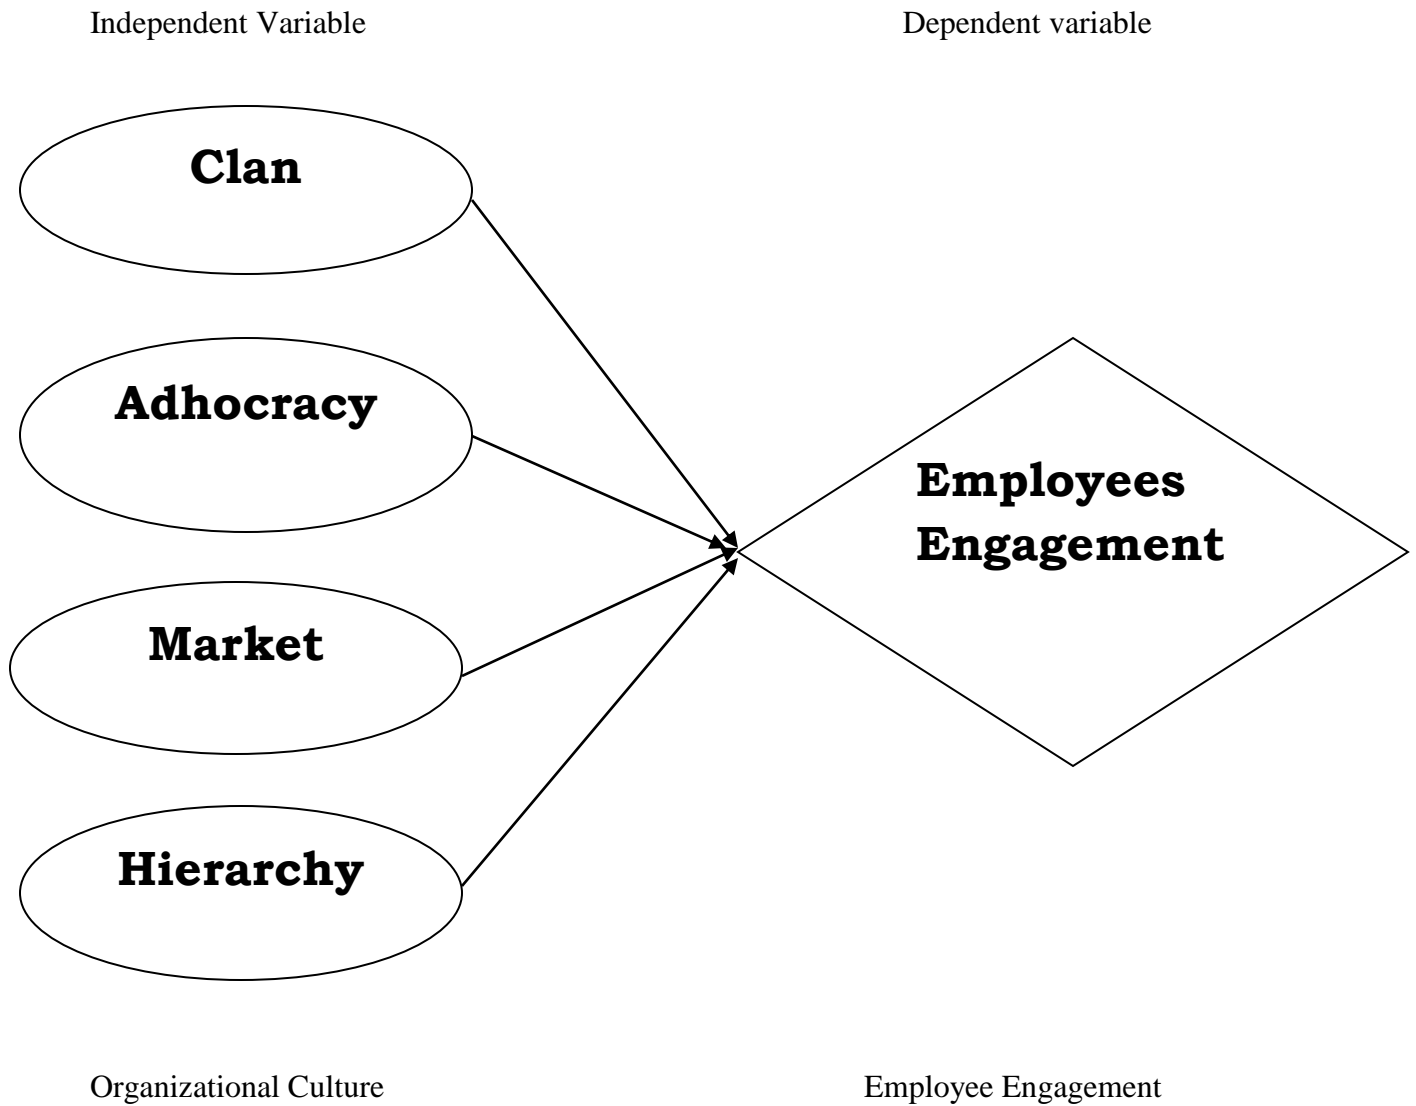 Independent Variable
Dependent variable
Clan
Adhocracy
Employees
Engagement
Market
Hierarchy
Organizational Culture
Employee Engagement